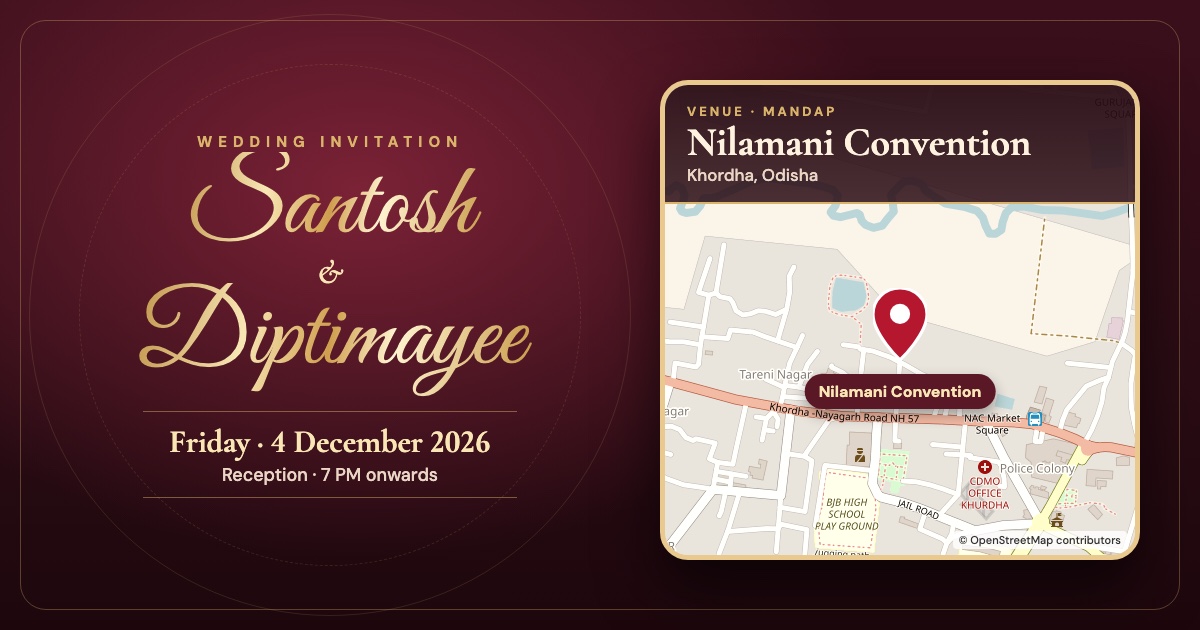 WEDDING INVITATION
Santosh
&
Diptimayee
Friday · 4 December 2026
Reception · 7 PM onwards
VENUE · MANDAP
Nilamani Convention
Khordha, Odisha
Tareni Nagar
Nilamani Convention
agar
Khordha -Nayagarh Road NH 57
NAC Market
Square
Police Colony
CDMO
OFFICE
KHURDHA
BJB HIGH
SCHOOL
PLAY GROUND
JAIL ROAD
© OpenStreetMap contributors